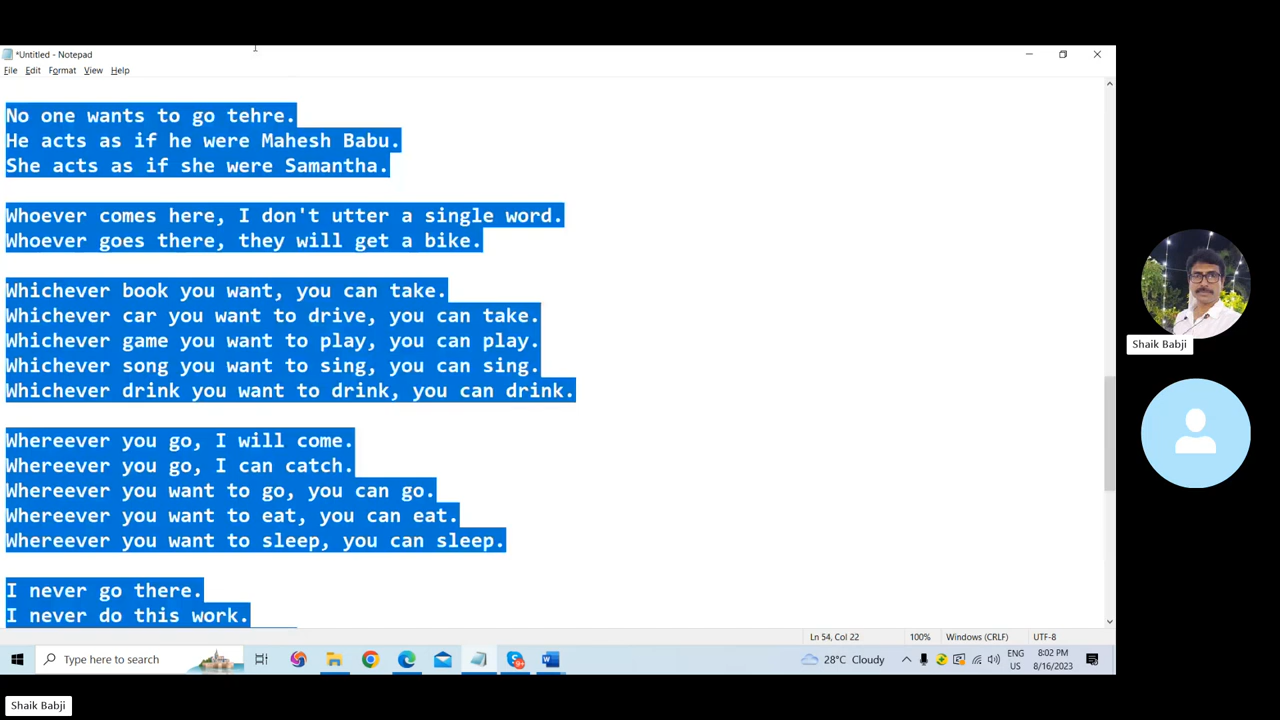 *Untitled - Notepad
File Edit Format View Help
No one wants to go tehre.
He acts as if he were Mahesh Babu.
She acts as if she were Samantha.
Whoever comes here, I don't utter a single word.
Whoever goes there, they will get a bike.
Whichever book you want, you can take.
Whichever car you want to drive, you can take.
Whichever game you want to play, you can play.
Whichever song you want to sing, you can sing.
Whichever drink you want to drink, you can drink.
Whereever you go, I will come.
Whereever you go, I can catch.
Whereever you want to go, you can go.
Whereever you want to eat, you can eat.
Whereever you want to sleep, you can sleep.
I never go there.
I never do this work.
Ln 54, Col 22 100% Windows (CRLF) UTF-8
Type here to search
28°C Cloudy
ENG
US
8:02 PM
8/16/2023
Shaik Babji
Shaik Babji